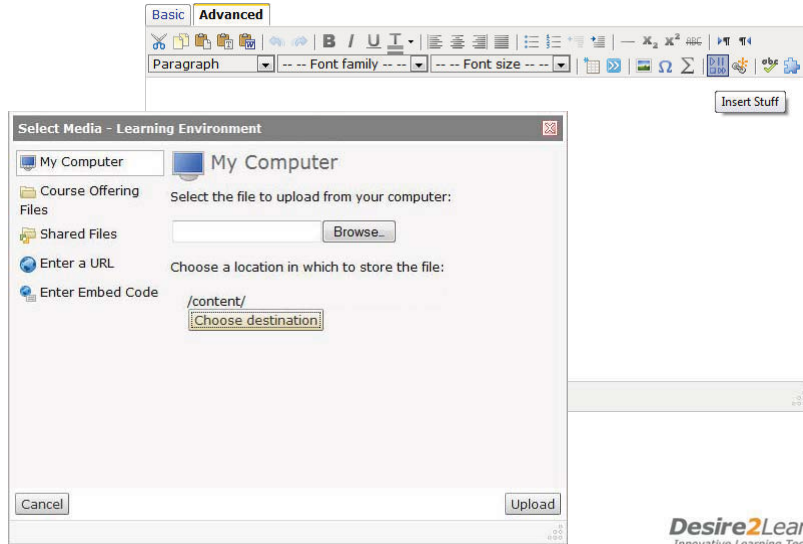 Basic Advanced
B I U T ABC
Paragraph -- -- Font family -- -- -- -- Font size -- --
Insert Stuff
Select Media - Learning Environment
My Computer
Course Offering
Files
Shared Files
Enter a URL
Enter Embed Code
My Computer
Select the file to upload from your computer:
Browse...
Choose a location in which to store the file:
/content/
Choose destination
Cancel Upload
Desire2Lear